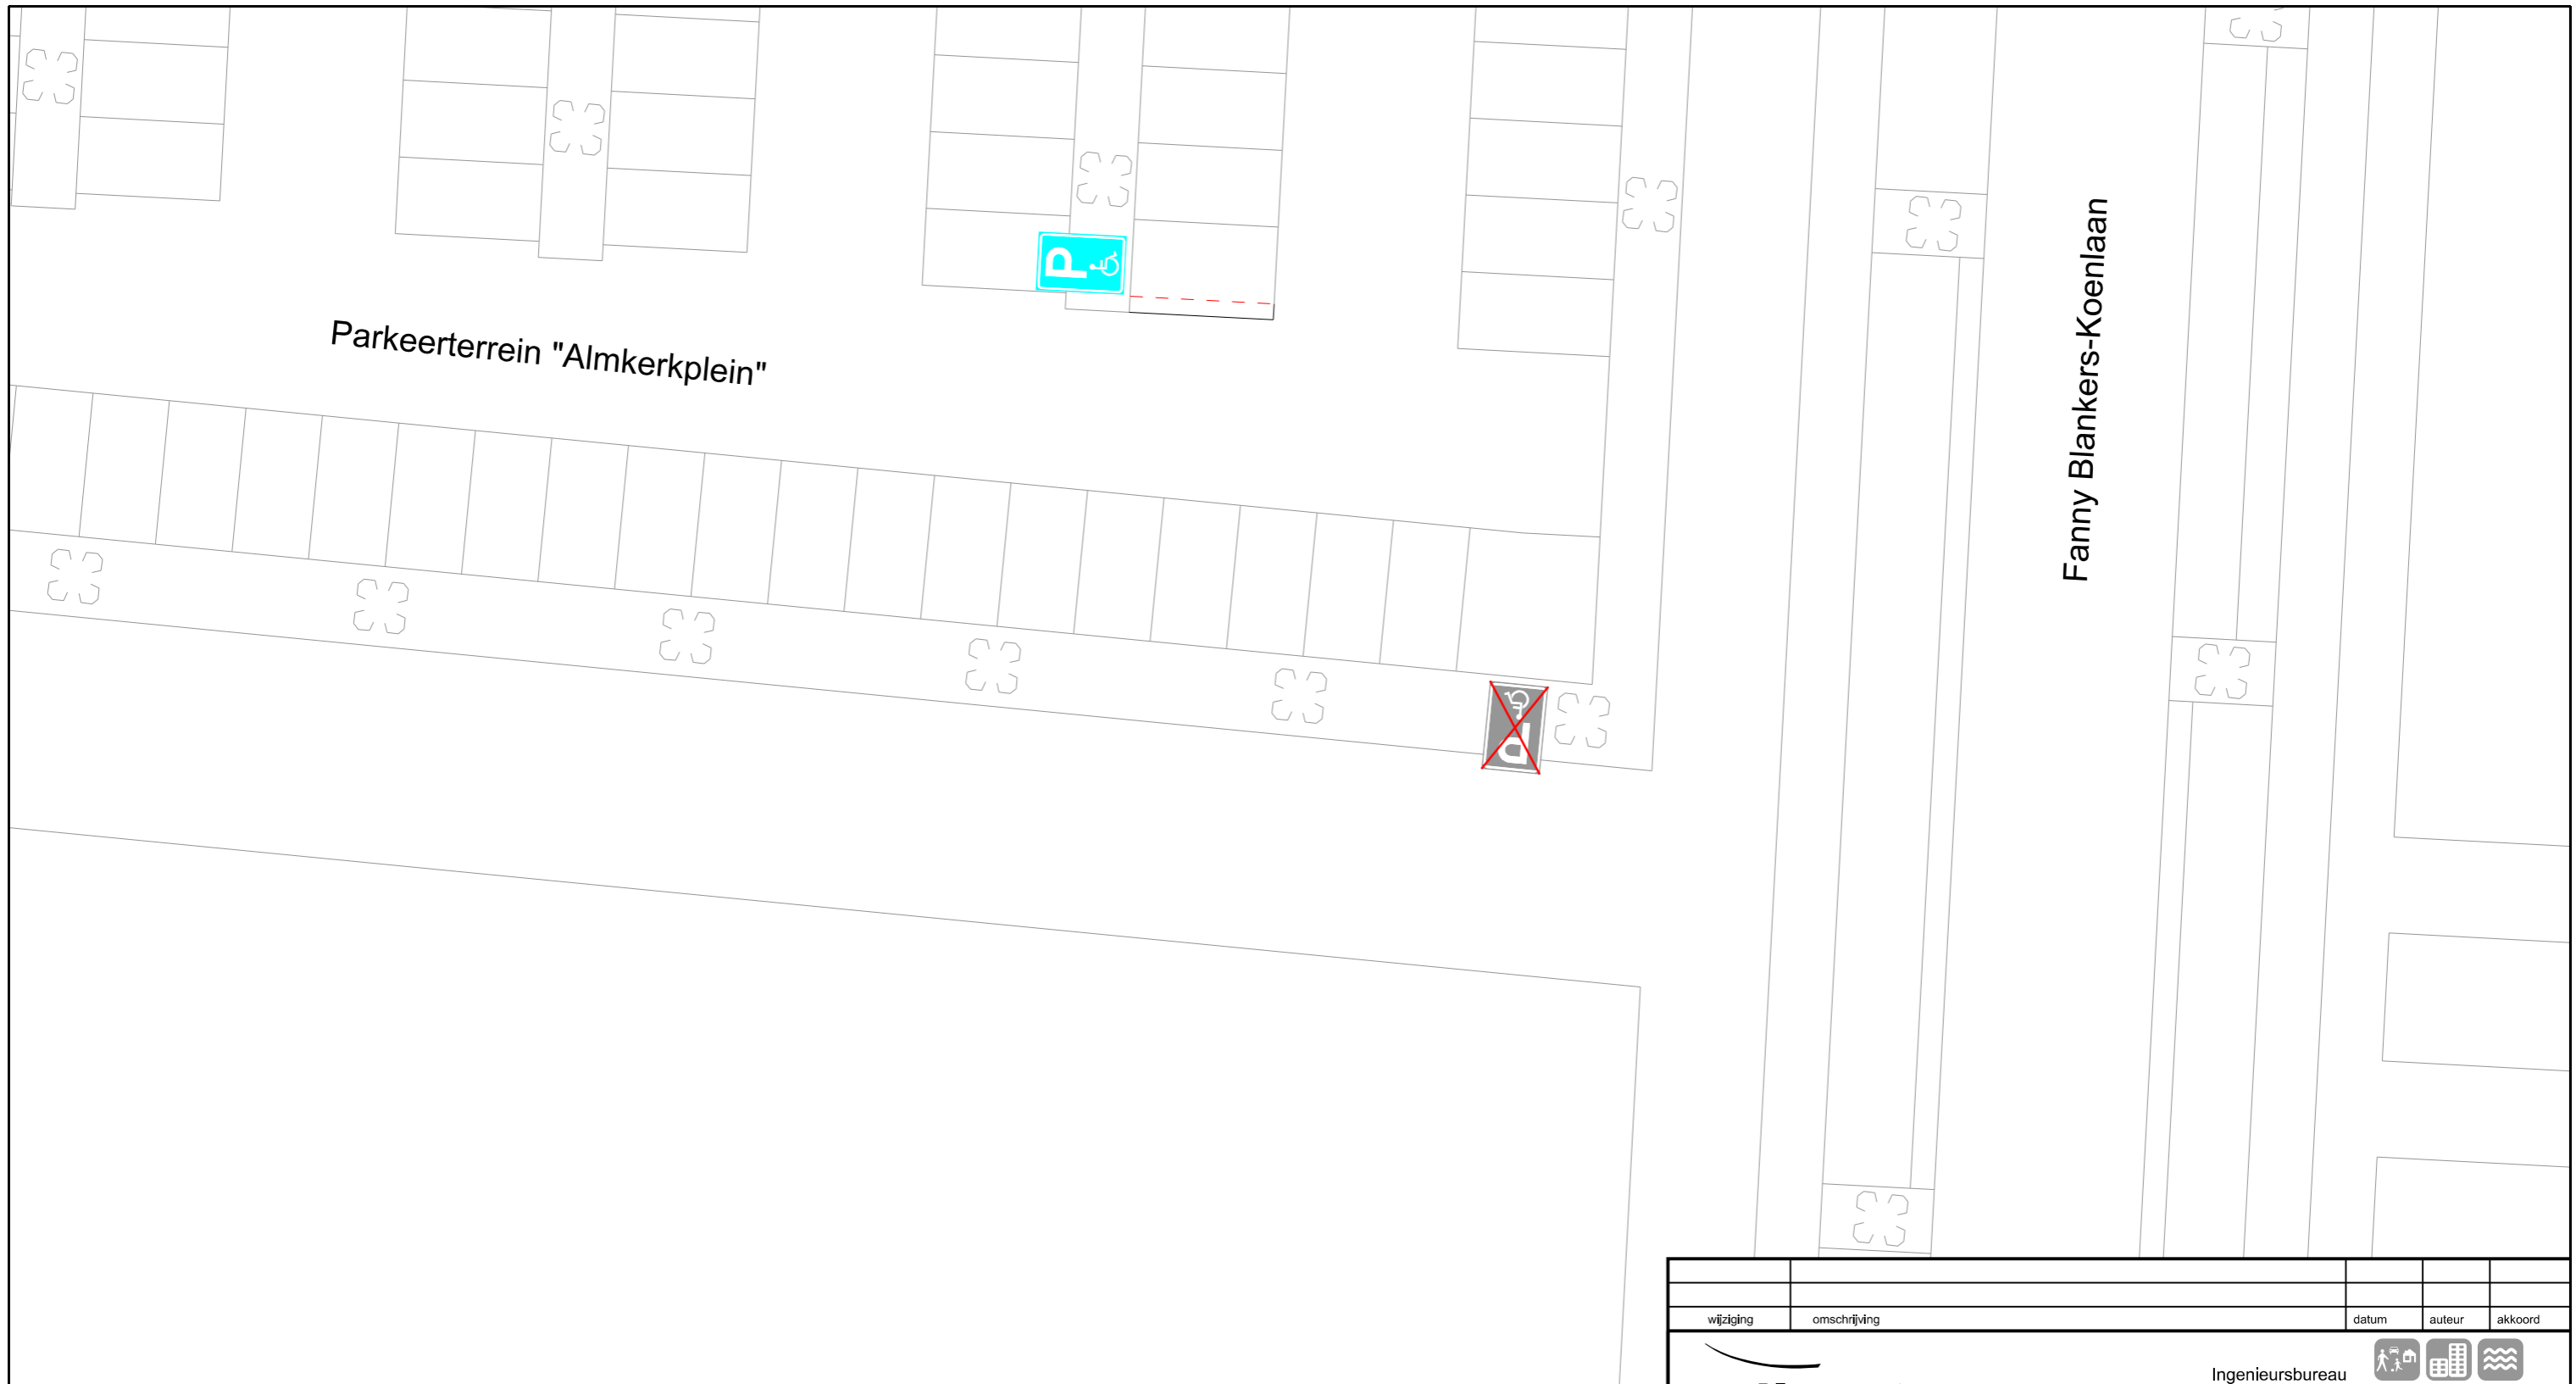 Fanny Blankers-Koenlaan
P
Parkeerterrein "Almkerkplein"
P
wijziging omschrijving datum auteur akkoord
Ingenieursbureau